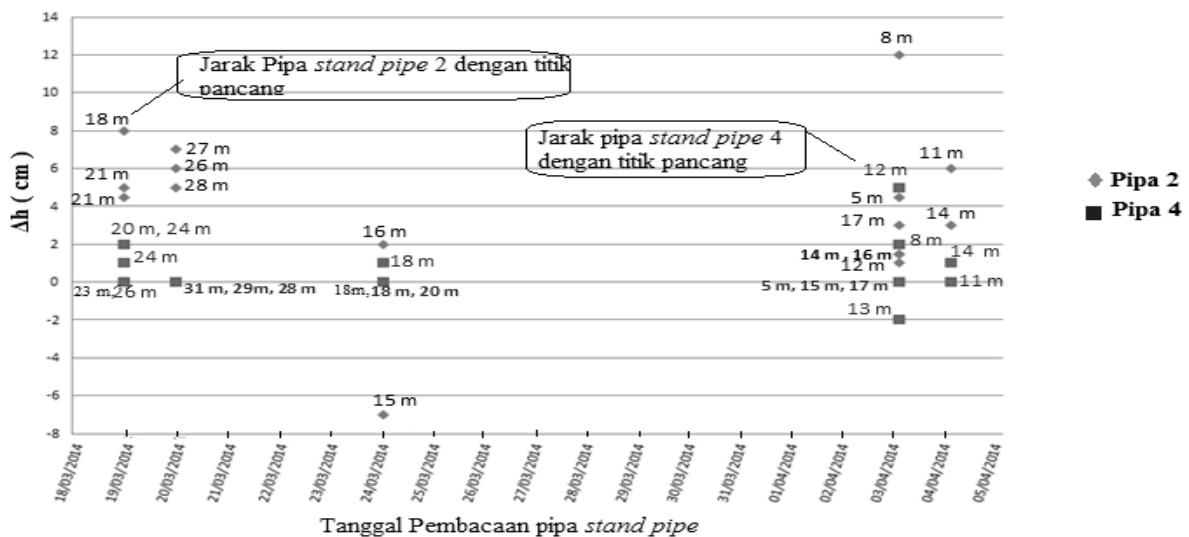 14
12
10
8
6
4
2
0
-2
-4
-6
-8
Δh ( cm )
Jarak Pipa stand pipe 2 dengan titik
pancang
18 m
21 m
21 m
20 m, 24 m
24 m
23 m, 26 m
27 m
26 m
28 m
31 m, 29m, 28 m
16 m
18 m
18m, 18 m, 20 m
15 m
Jarak pipa stand pipe 4
dengan titik pancang
8 m
12 m
5 m
17 m
8 m
14 m, 16 m
12 m
5 m, 15 m, 17 m
13 m
11 m
14 m
14 m
11 m
Pipa 2
Pipa 4
18/03/2014
19/03/2014
20/03/2014
21/03/2014
22/03/2014
23/03/2014
24/03/2014
25/03/2014
26/03/2014
27/03/2014
28/03/2014
29/03/2014
30/03/2014
31/03/2014
01/04/2014
02/04/2014
03/04/2014
04/04/2014
05/04/2014
Tanggal Pembacaan pipa stand pipe